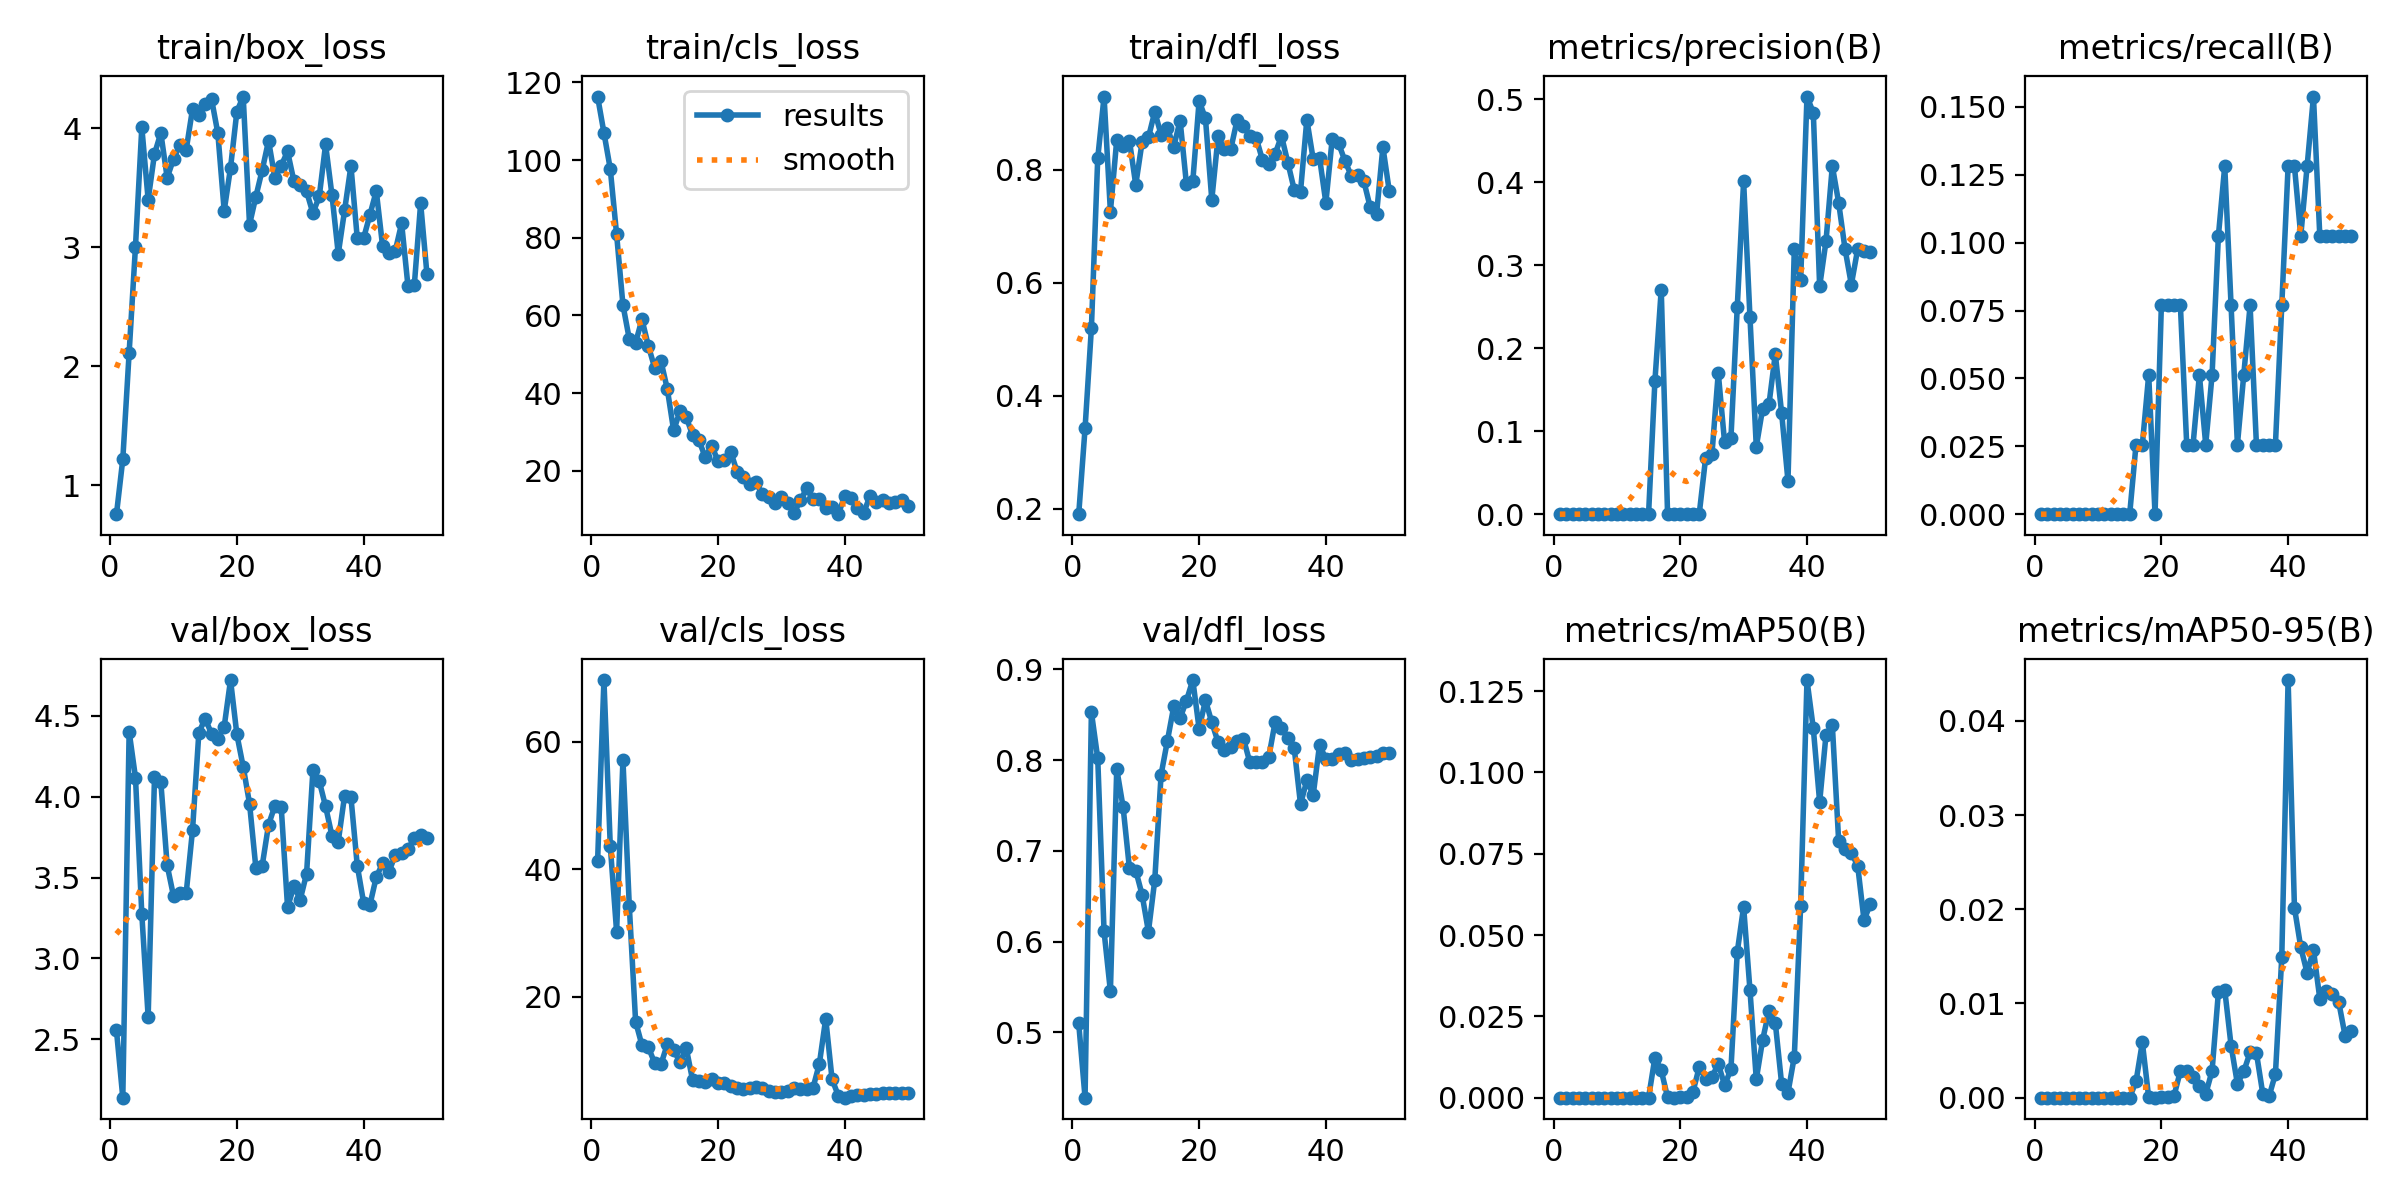 train/box_loss
4
3
2
1
0 20 40
train/cls_loss
results
smooth
120
100
80
60
40
20
0 20 40
train/dfl_loss
0.8
0.6
0.4
0.2
0 20 40
metrics/precision(B)
0.5
0.4
0.3
0.2
0.1
0.0
0 20 40
metrics/recall(B)
0.150
0.125
0.100
0.075
0.050
0.025
0.000
0 20 40
val/box_loss
4.5
4.0
3.5
3.0
2.5
0 20 40
val/cls_loss
60
40
20
0 20 40
val/dfl_loss
0.9
0.8
0.7
0.6
0.5
0 20 40
metrics/mAP50(B)
0.125
0.100
0.075
0.050
0.025
0.000
0 20 40
metrics/mAP50-95(B)
0.04
0.03
0.02
0.01
0.00
0 20 40